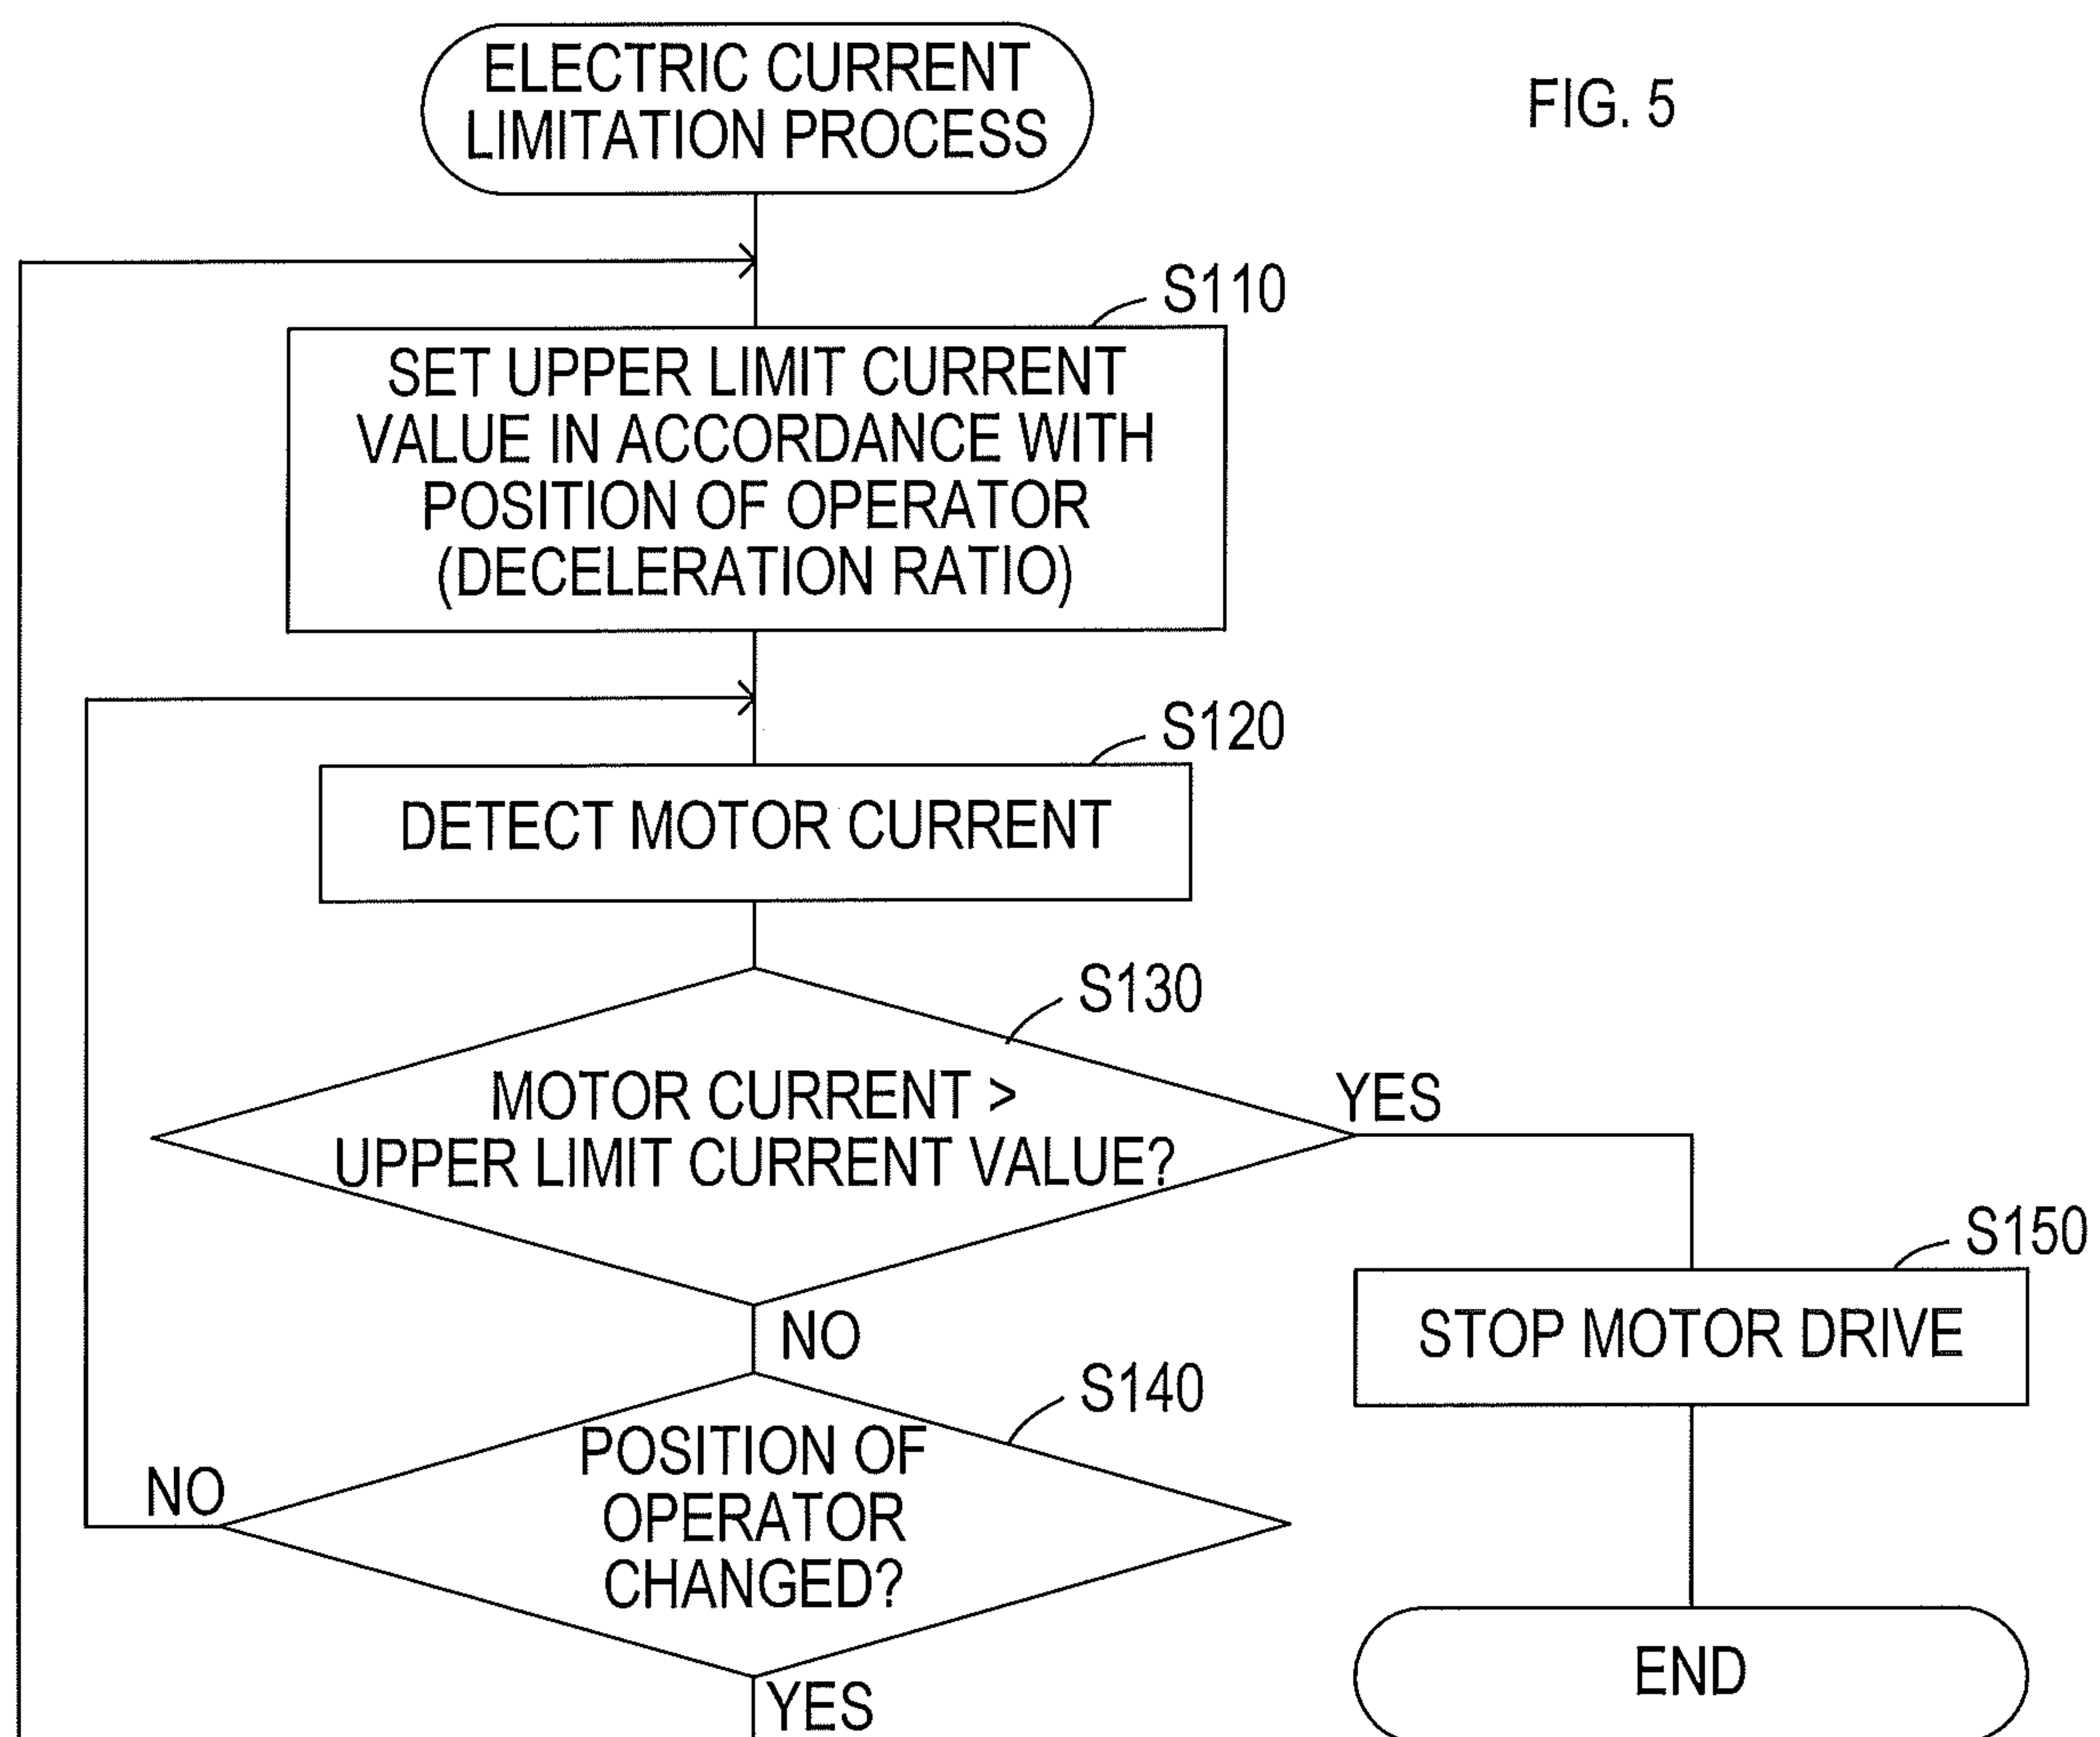 ELECTRIC CURRENT
LIMITATION PROCESS
FIG. 5
S110
SET UPPER LIMIT CURRENT
VALUE IN ACCORDANCE WITH
POSITION OF OPERATOR
(DECELERATION RATIO)
S120
DETECT MOTOR CURRENT
S130
MOTOR CURRENT >
UPPER LIMIT CURRENT VALUE?
YES
NO
S150
STOP MOTOR DRIVE
S140
POSITION OF
OPERATOR
CHANGED?
NO
YES
END